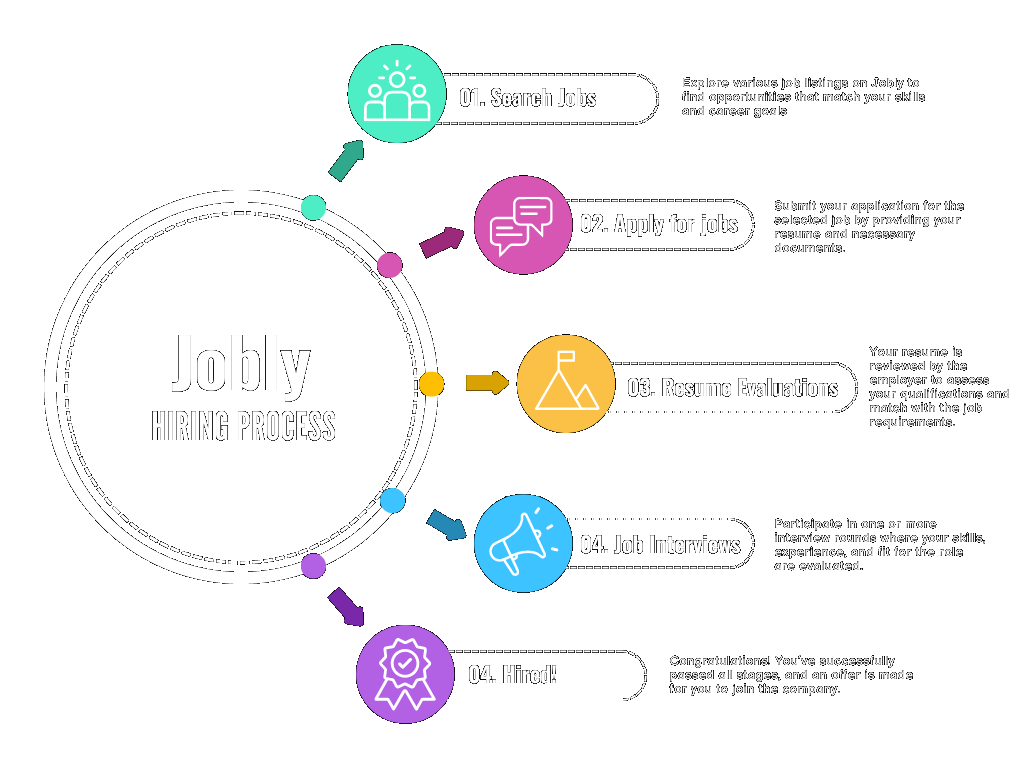 Jobly
HIRING PROCESS
01. Search Jobs
Explore various job listings on Jobly to
find opportunities that match your skills
and career goals
02. Apply for jobs
Submit your application for the
selected job by providing your
resume and necessary
documents.
03. Resume Evaluations
Your resume is
reviewed by the
employer to assess
your qualifications and
match with the job
requirements.
04. Job Interviews
Participate in one or more
interview rounds where your skills,
experience, and fit for the role
are evaluated.
04. Hired!
Congratulations! You've successfully
passed all stages, and an offer is made
for you to join the company.